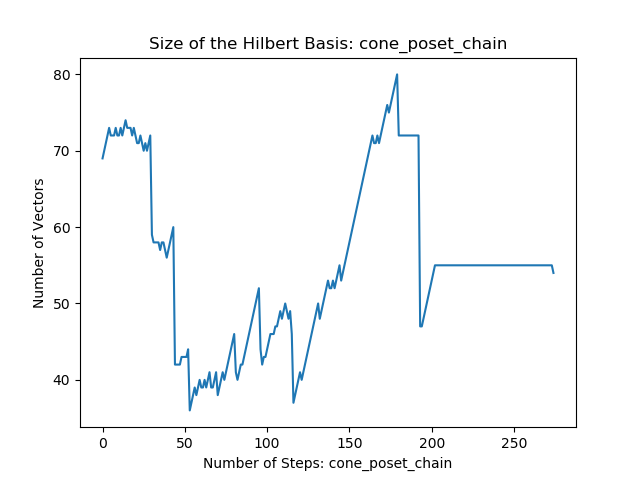 Size of the Hilbert Basis: cone_poset_chain
80
70
60
50
40
Number of Vectors
0 50 100 150 200 250
Number of Steps: cone_poset_chain